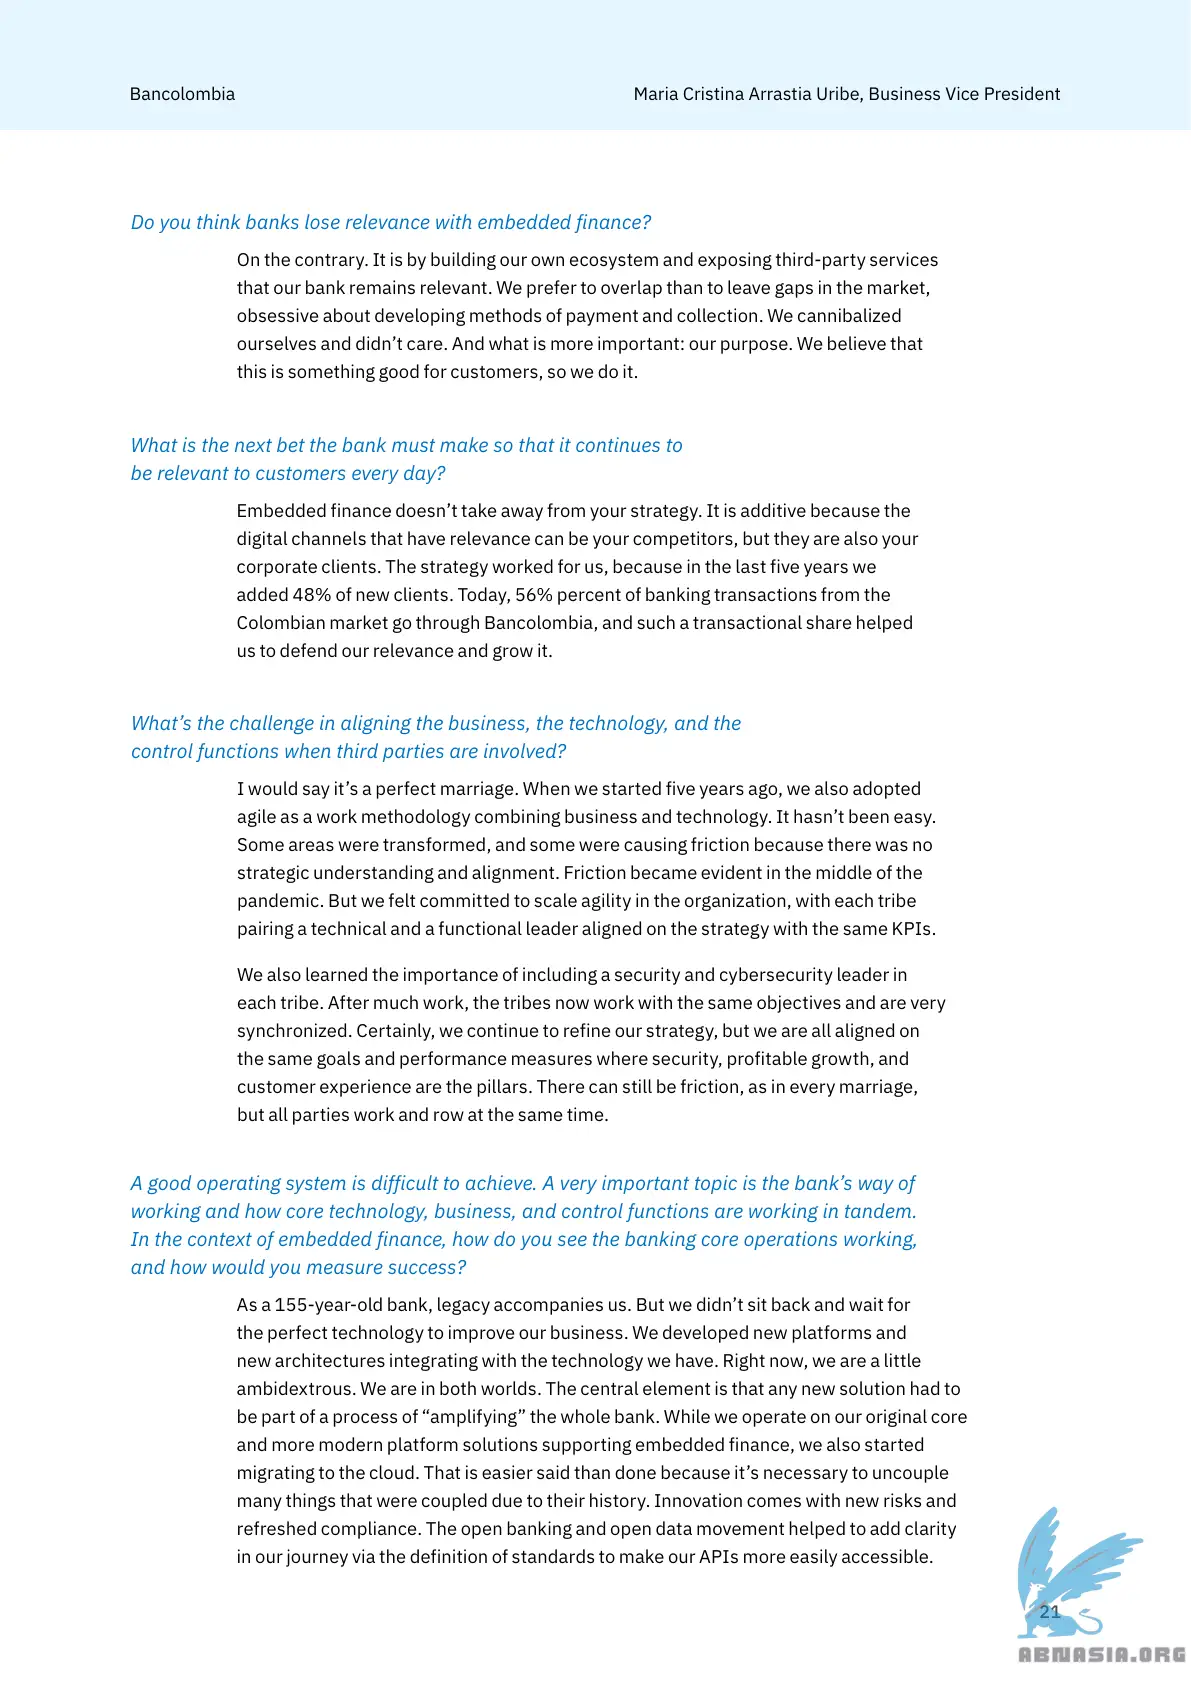 Bancolombia
Maria Cristina Arrastia Uribe, Business Vice President
Do you think banks lose relevance with embedded finance?
On the contrary. It is by building our own ecosystem and exposing third-party services
that our bank remains relevant. We prefer to overlap than to leave gaps in the market,
obsessive about developing methods of payment and collection. We cannibalized
ourselves and didn’t care. And what is more important: our purpose. We believe that
this is something good for customers, so we do it.
What is the next bet the bank must make so that it continues to
be relevant to customers every day?
Embedded finance doesn’t take away from your strategy. It is additive because the
digital channels that have relevance can be your competitors, but they are also your
corporate clients. The strategy worked for us, because in the last five years we
added 48% of new clients. Today, 56% percent of banking transactions from the
Colombian market go through Bancolombia, and such a transactional share helped
us to defend our relevance and grow it.
What’s the challenge in aligning the business, the technology, and the
control functions when third parties are involved?
I would say it’s a perfect marriage. When we started five years ago, we also adopted
agile as a work methodology combining business and technology. It hasn’t been easy.
Some areas were transformed, and some were causing friction because there was no
strategic understanding and alignment. Friction became evident in the middle of the
pandemic. But we felt committed to scale agility in the organization, with each tribe
pairing a technical and a functional leader aligned on the strategy with the same KPIs.
We also learned the importance of including a security and cybersecurity leader in
each tribe. After much work, the tribes now work with the same objectives and are very
synchronized. Certainly, we continue to refine our strategy, but we are all aligned on
the same goals and performance measures where security, profitable growth, and
customer experience are the pillars. There can still be friction, as in every marriage,
but all parties work and row at the same time.
A good operating system is difficult to achieve. A very important topic is the bank’s way of
working and how core technology, business, and control functions are working in tandem.
In the context of embedded finance, how do you see the banking core operations working,
and how would you measure success?
As a 155-year-old bank, legacy accompanies us. But we didn’t sit back and wait for
the perfect technology to improve our business. We developed new platforms and
new architectures integrating with the technology we have. Right now, we are a little
ambidextrous. We are in both worlds. The central element is that any new solution had to
be part of a process of “amplifying” the whole bank. While we operate on our original core
and more modern platform solutions supporting embedded finance, we also started
migrating to the cloud. That is easier said than done because it’s necessary to uncouple
many things that were coupled due to their history. Innovation comes with new risks and
refreshed compliance. The open banking and open data movement helped to add clarity
in our journey via the definition of standards to make our APIs more easily accessible.
21
ABNASIA.ORG